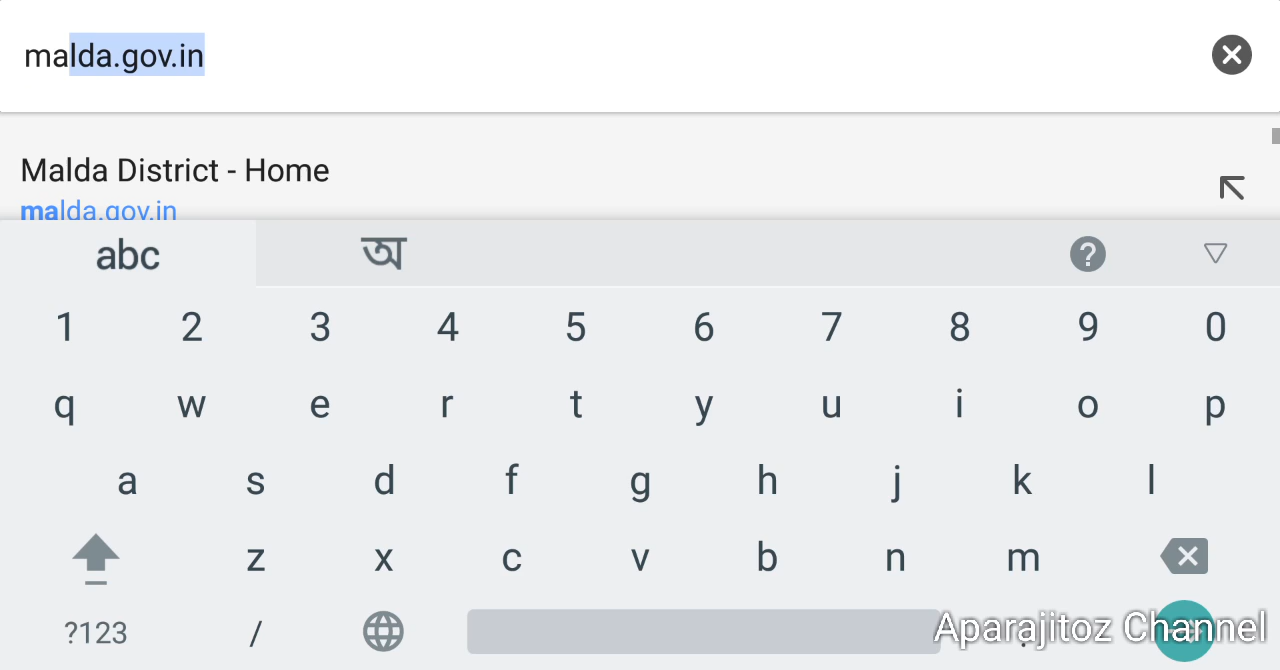 malda.gov.in
Malda District - Home
malda.gov.in
abc অ ?
1 2 3 4 5 6 7 8 9 0
q w e r t y u i o p
a s d f g h j k l
z x c v b n m
?123 / .
Aparajitoz Channel